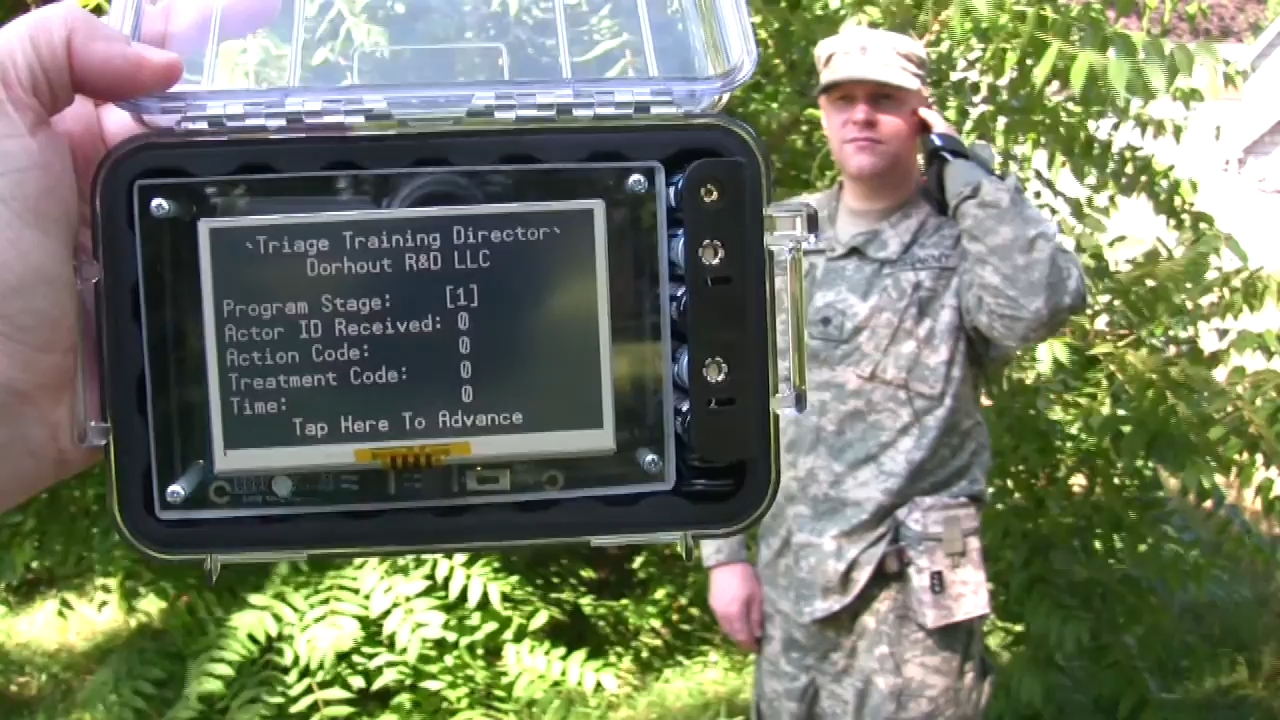 `Triage Training Director`
Dorhout R&D LLC
Program Stage: [1]
Actor ID Received: 0
Action Code: 0
Treatment Code: 0
Time: 0
Tap Here To Advance
ARMY